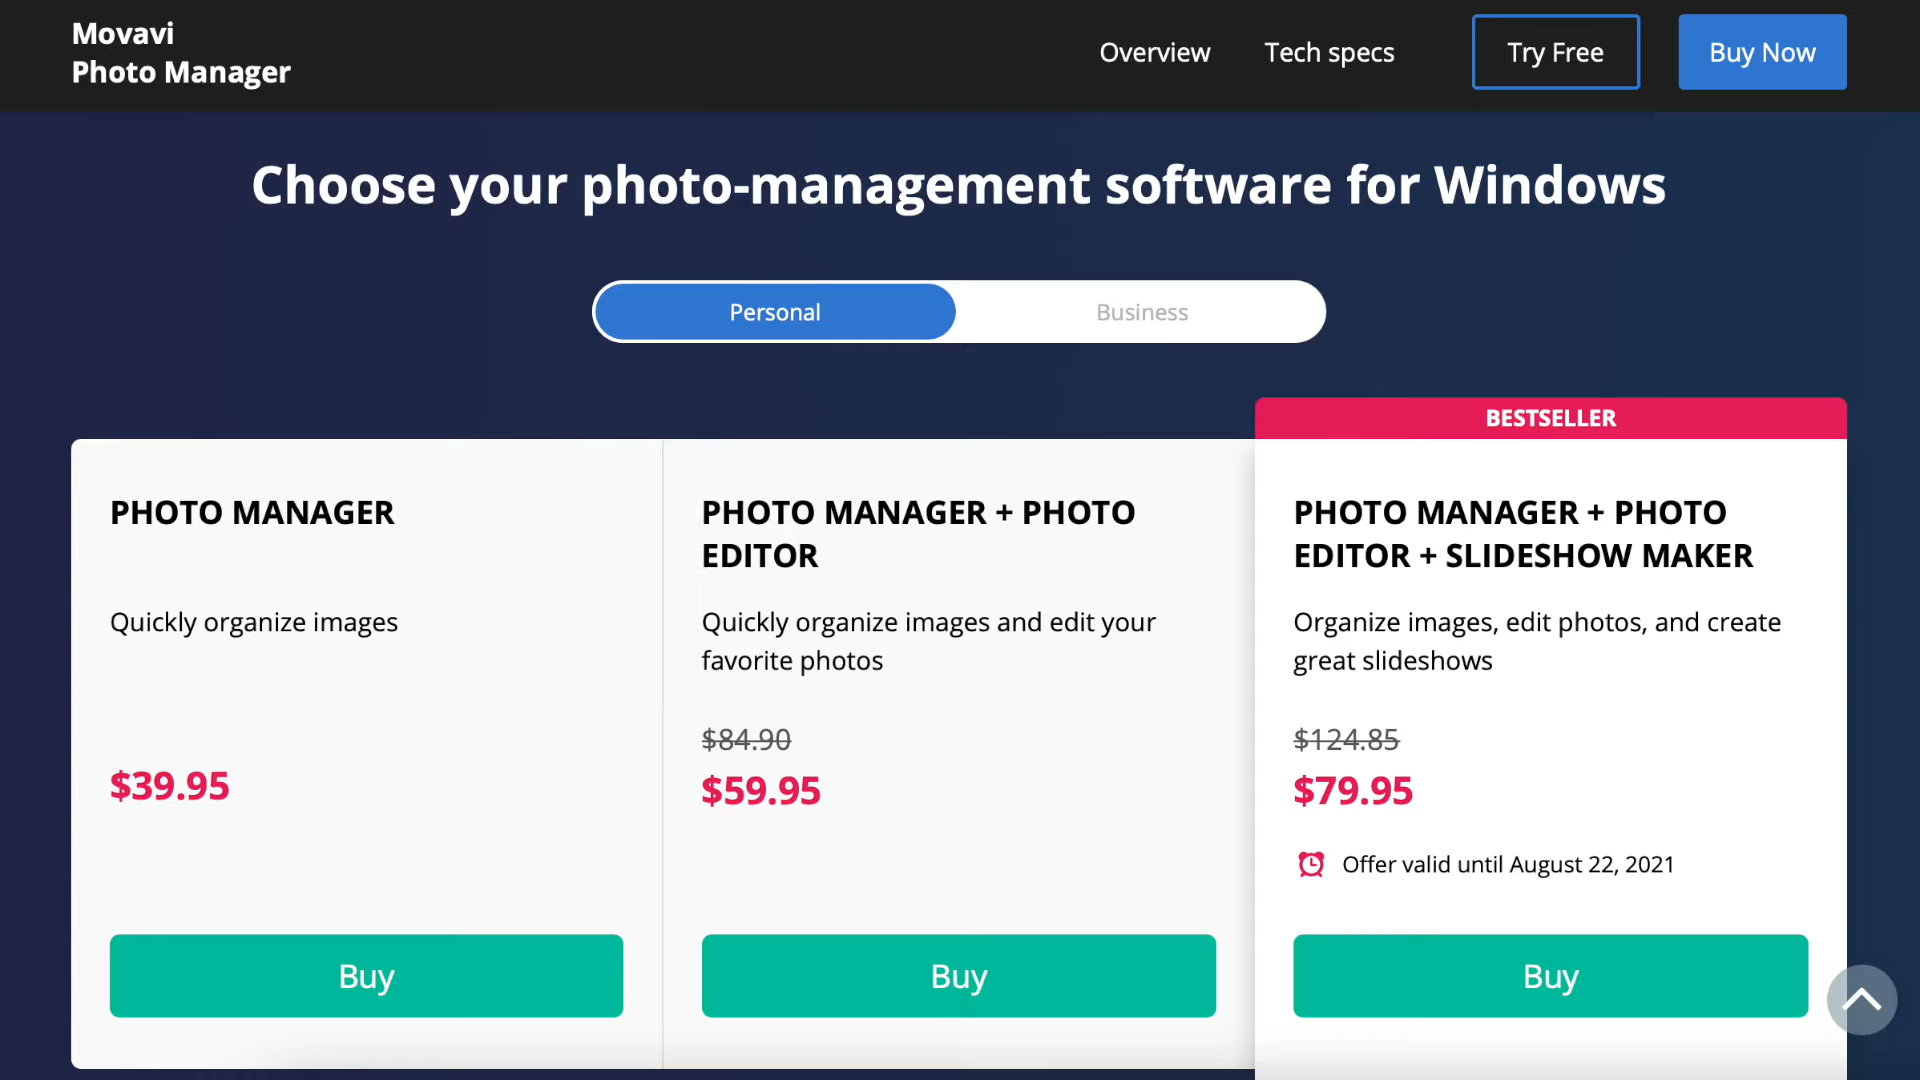 Movavi
Photo Manager
Overview
Tech specs
Try Free
Buy Now
Choose your photo-management software for Windows
Personal
Business
PHOTO MANAGER
Quickly organize images
$39.95
Buy
PHOTO MANAGER + PHOTO
EDITOR
Quickly organize images and edit your
favorite photos
$84.90
$59.95
Buy
BESTSELLER
PHOTO MANAGER + PHOTO
EDITOR + SLIDESHOW MAKER
Organize images, edit photos, and create
great slideshows
$124.85
$79.95
Offer valid until August 22, 2021
Buy